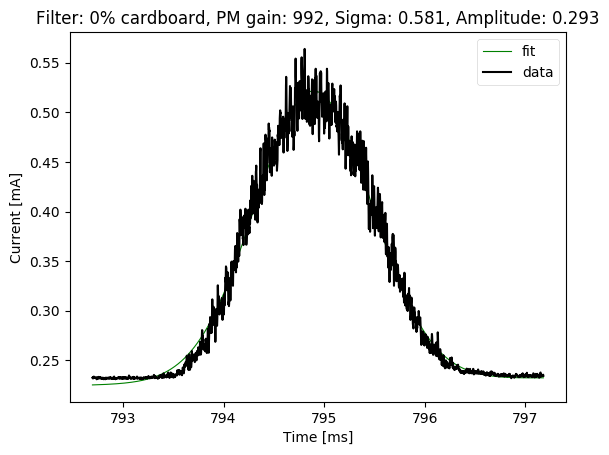 Filter: 0% cardboard, PM gain: 992, Sigma: 0.581, Amplitude: 0.293
fit
data
Current [mA]
0.55
0.50
0.45
0.40
0.35
0.30
0.25
793
794
795
796
797
Time [ms]